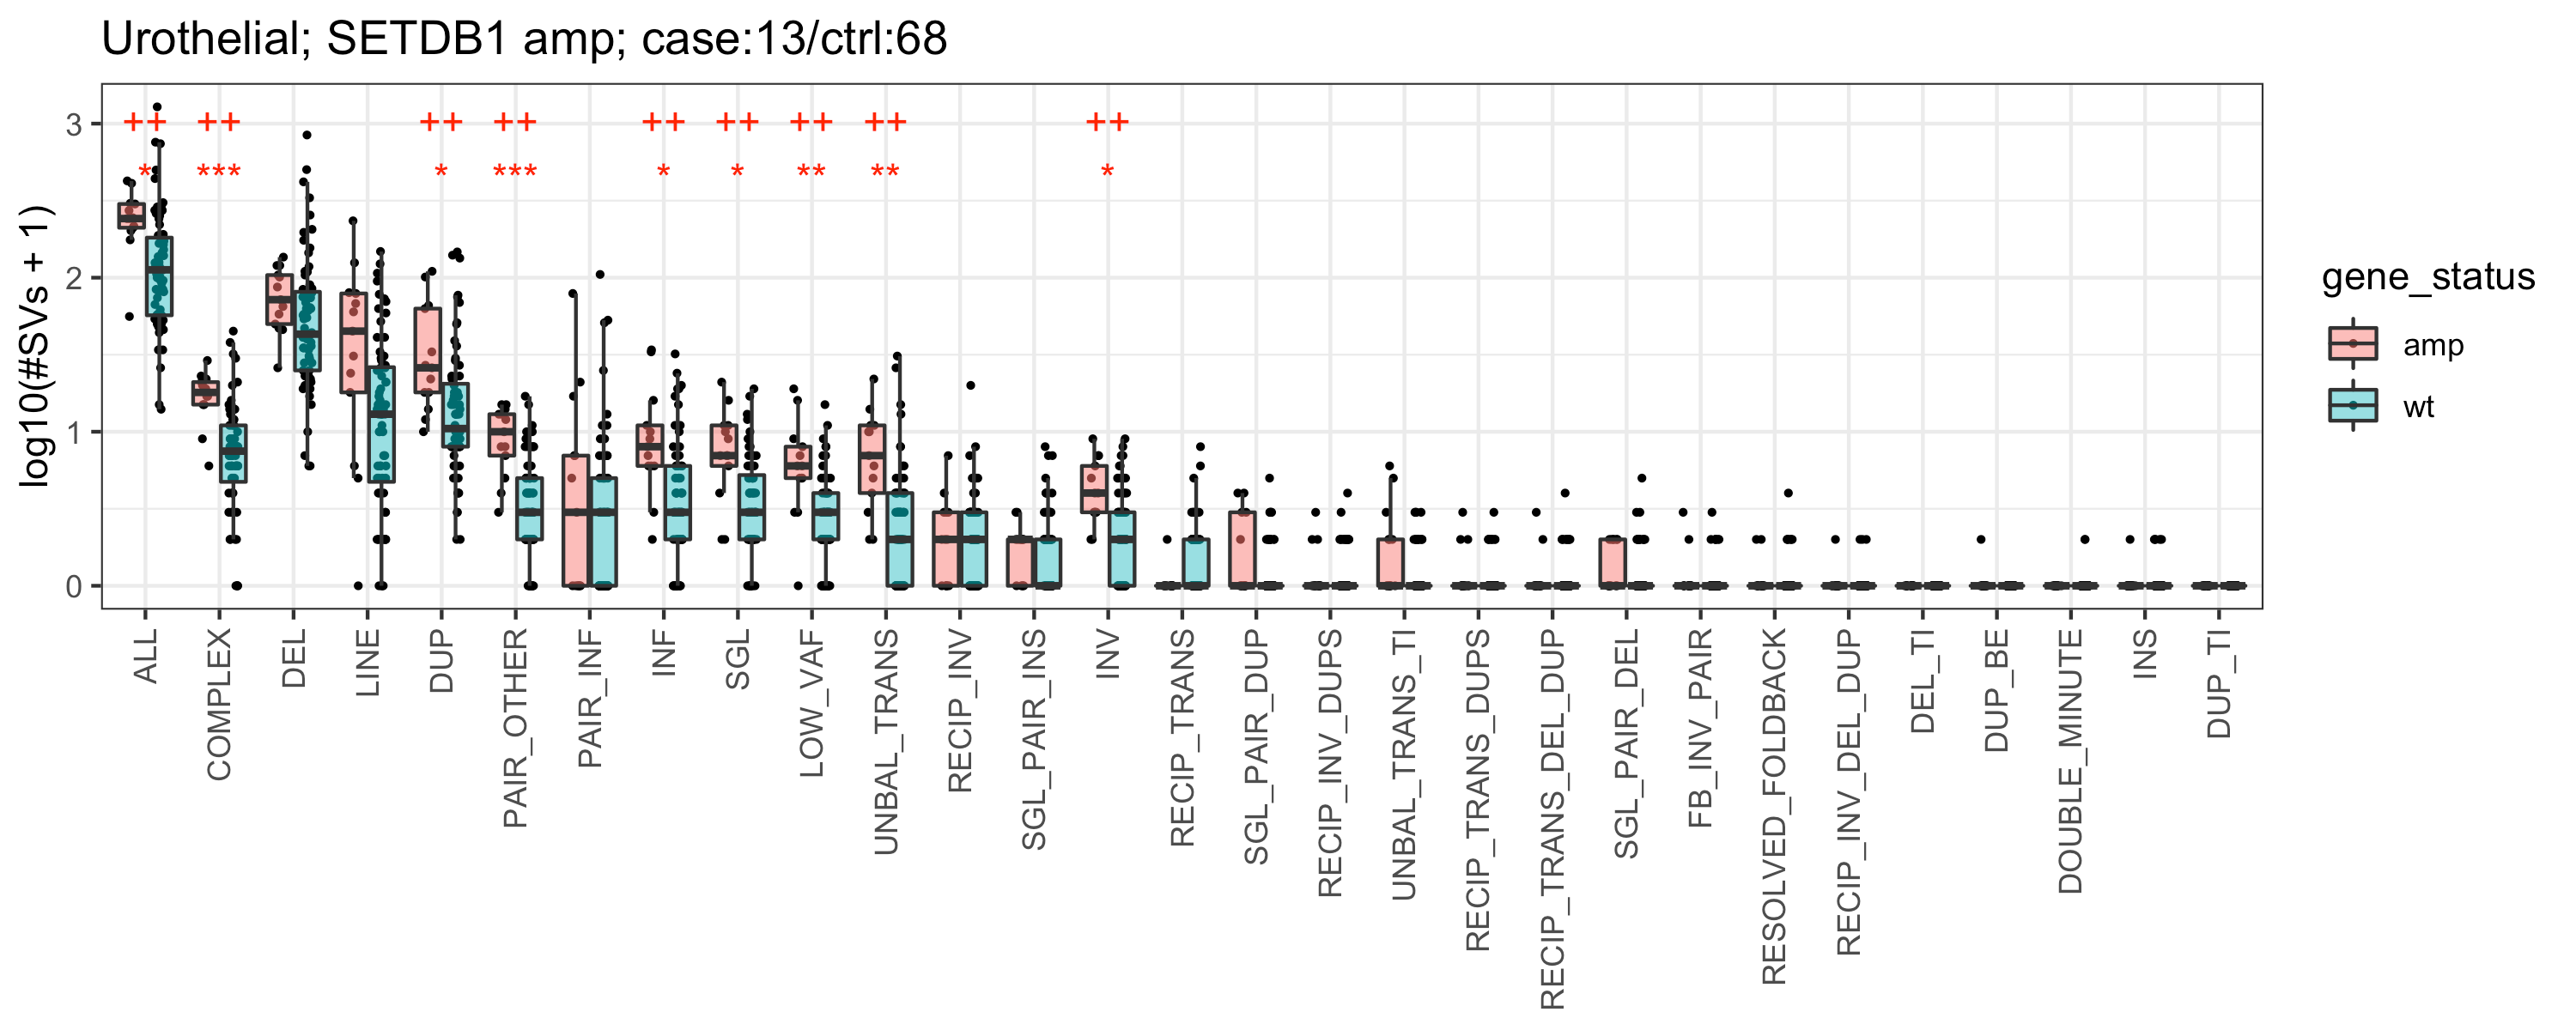 Urothelial; SETDB1 amp; case:13/ctrl:68
++ ++ ++ ++ ++ ++ ++ ++ ++
* *** * *** * * ** ** *
3
2
1
0
log10(#SVs + 1)
ALL
COMPLEX
DEL
LINE
DUP
PAIR_OTHER
PAIR_INF
INF
SGL
LOW_VAF
UNBAL_TRANS
RECIP_INV
SGL_PAIR_INS
INV
RECIP_TRANS
SGL_PAIR_DUP
RECIP_INV_DUPS
UNBAL_TRANS_TI
RECIP_TRANS_DUPS
RECIP_TRANS_DEL_DUP
SGL_PAIR_DEL
FB_INV_PAIR
RESOLVED_FOLDBACK
RECIP_INV_DEL_DUP
DEL_TI
DUP_BE
DOUBLE_MINUTE
INS
DUP_TI
gene_status
amp
wt